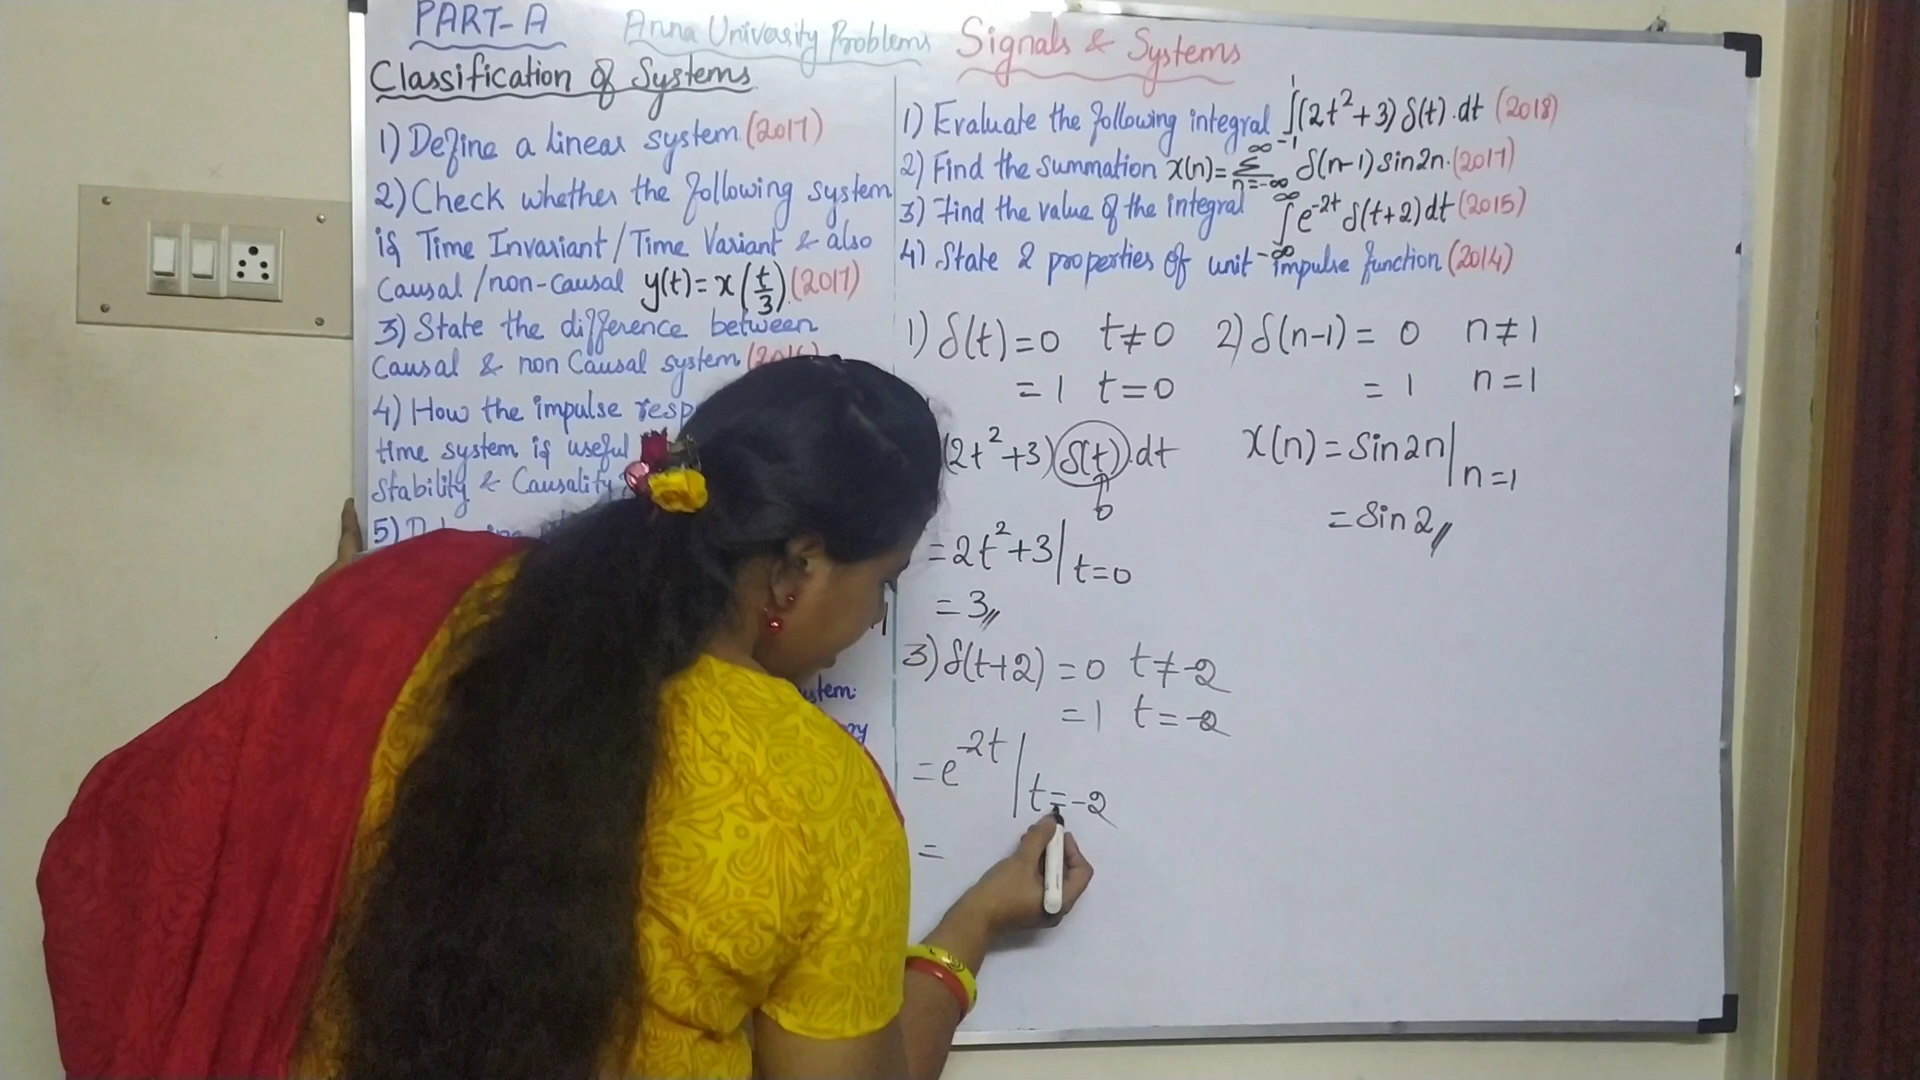 PART-A
Anna Univasity Problems
Signals & Systems
Classification of Systems
1) Define a linear system (2017)
2) Check whether the following system
is Time Invariant/Time Variant & also
Causal/non-causal y(t)=x(t/3).(2017)
3) State the difference between
Causal & non Causal system
4) How the impulse resp
time system is useful
Stability & Causality
5)
ystem.
1) Evaluate the following integral ∫₋₁¹(2t²+3) δ(t).dt (2018)
2) Find the summation x(n)=Σ_{n=-∞}^{∞} δ(n-1) sin2n.(2017)
3) Find the value of the integral ∫_{-∞}^{∞} e^{-2t} δ(t+2)dt (2015)
4) State 2 properties of unit impulse function (2014)
1) δ(t)=0 t≠0
=1 t=0
(2t²+3) δ(t).dt
0
=2t²+3|t=0
=3//
2) δ(n-1)= 0 n≠1
=1 n=1
x(n)=Sin2n|n=1
=Sin2//
3) δ(t+2)=0 t≠-2
=1 t=-2
=e^{-2t}|t=-2
=